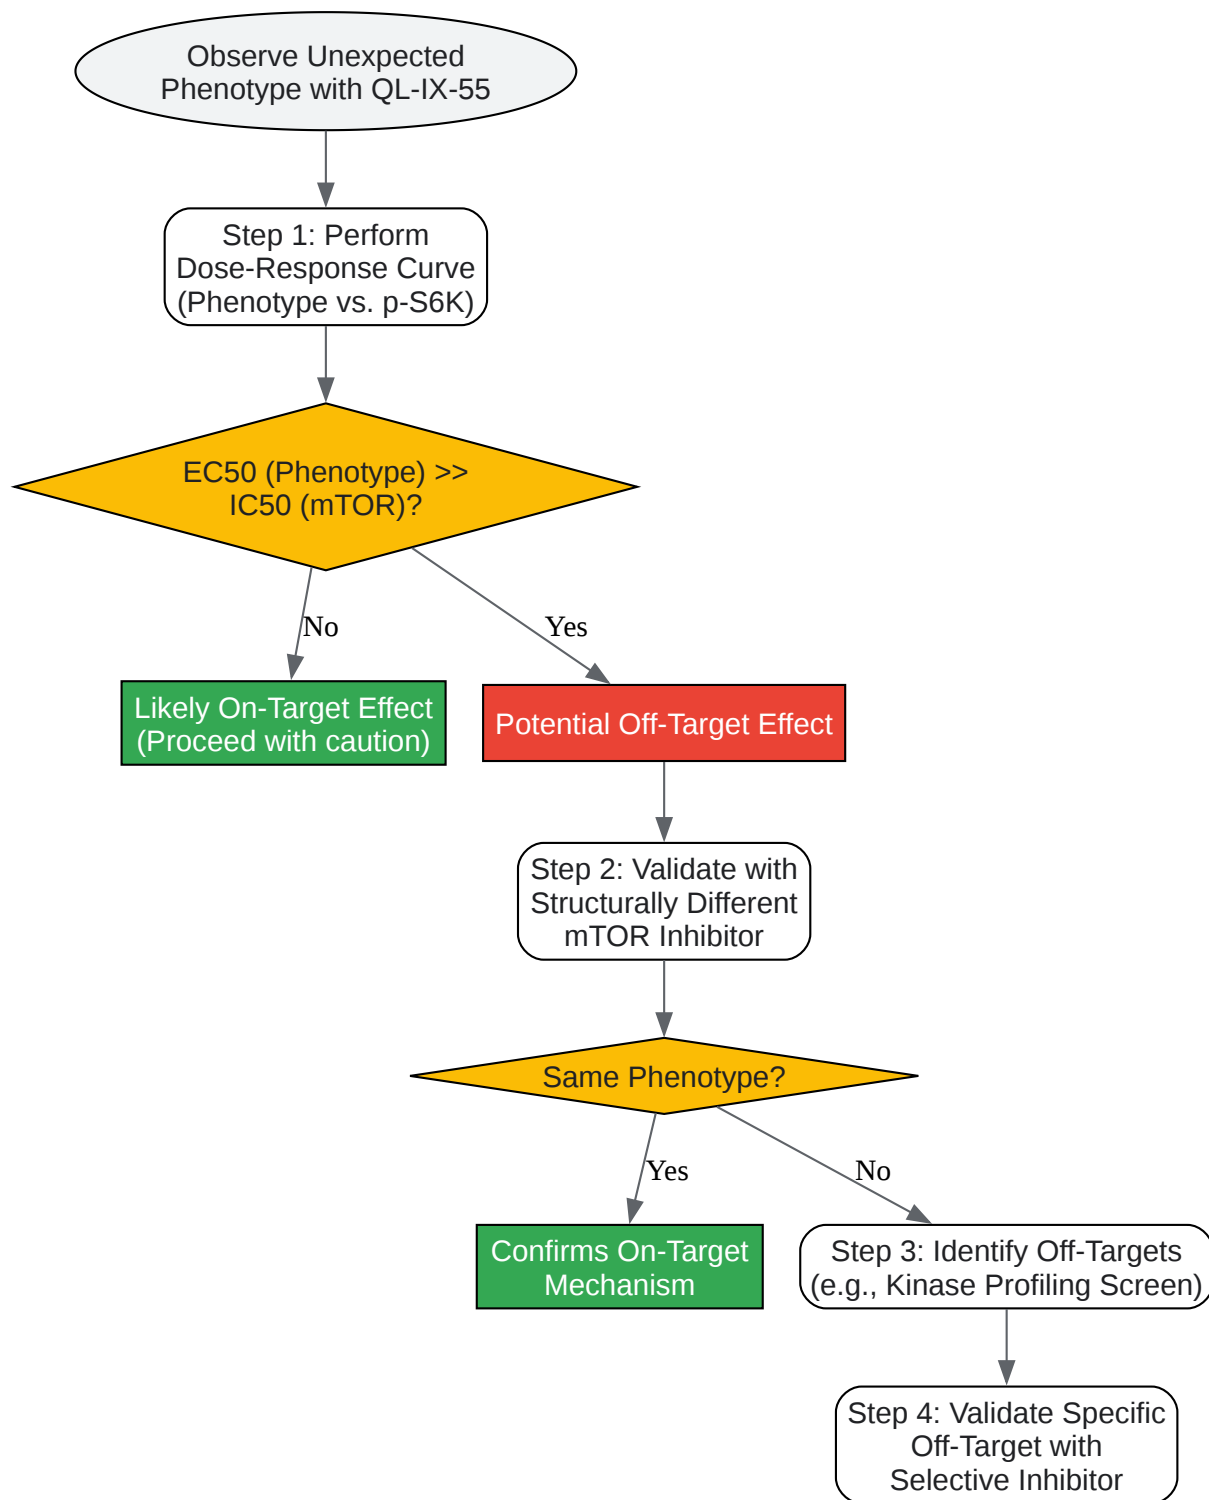 Observe Unexpected
Phenotype with QL-IX-55
Step 1: Perform
Dose-Response Curve
(Phenotype vs. p-S6K)
EC50 (Phenotype) >>
IC50 (mTOR)?
No
Yes
Likely On-Target Effect
(Proceed with caution)
Potential Off-Target Effect
Step 2: Validate with
Structurally Different
mTOR Inhibitor
Same Phenotype?
Yes
No
Confirms On-Target
Mechanism
Step 3: Identify Off-Targets
(e.g., Kinase Profiling Screen)
Step 4: Validate Specific
Off-Target with
Selective Inhibitor